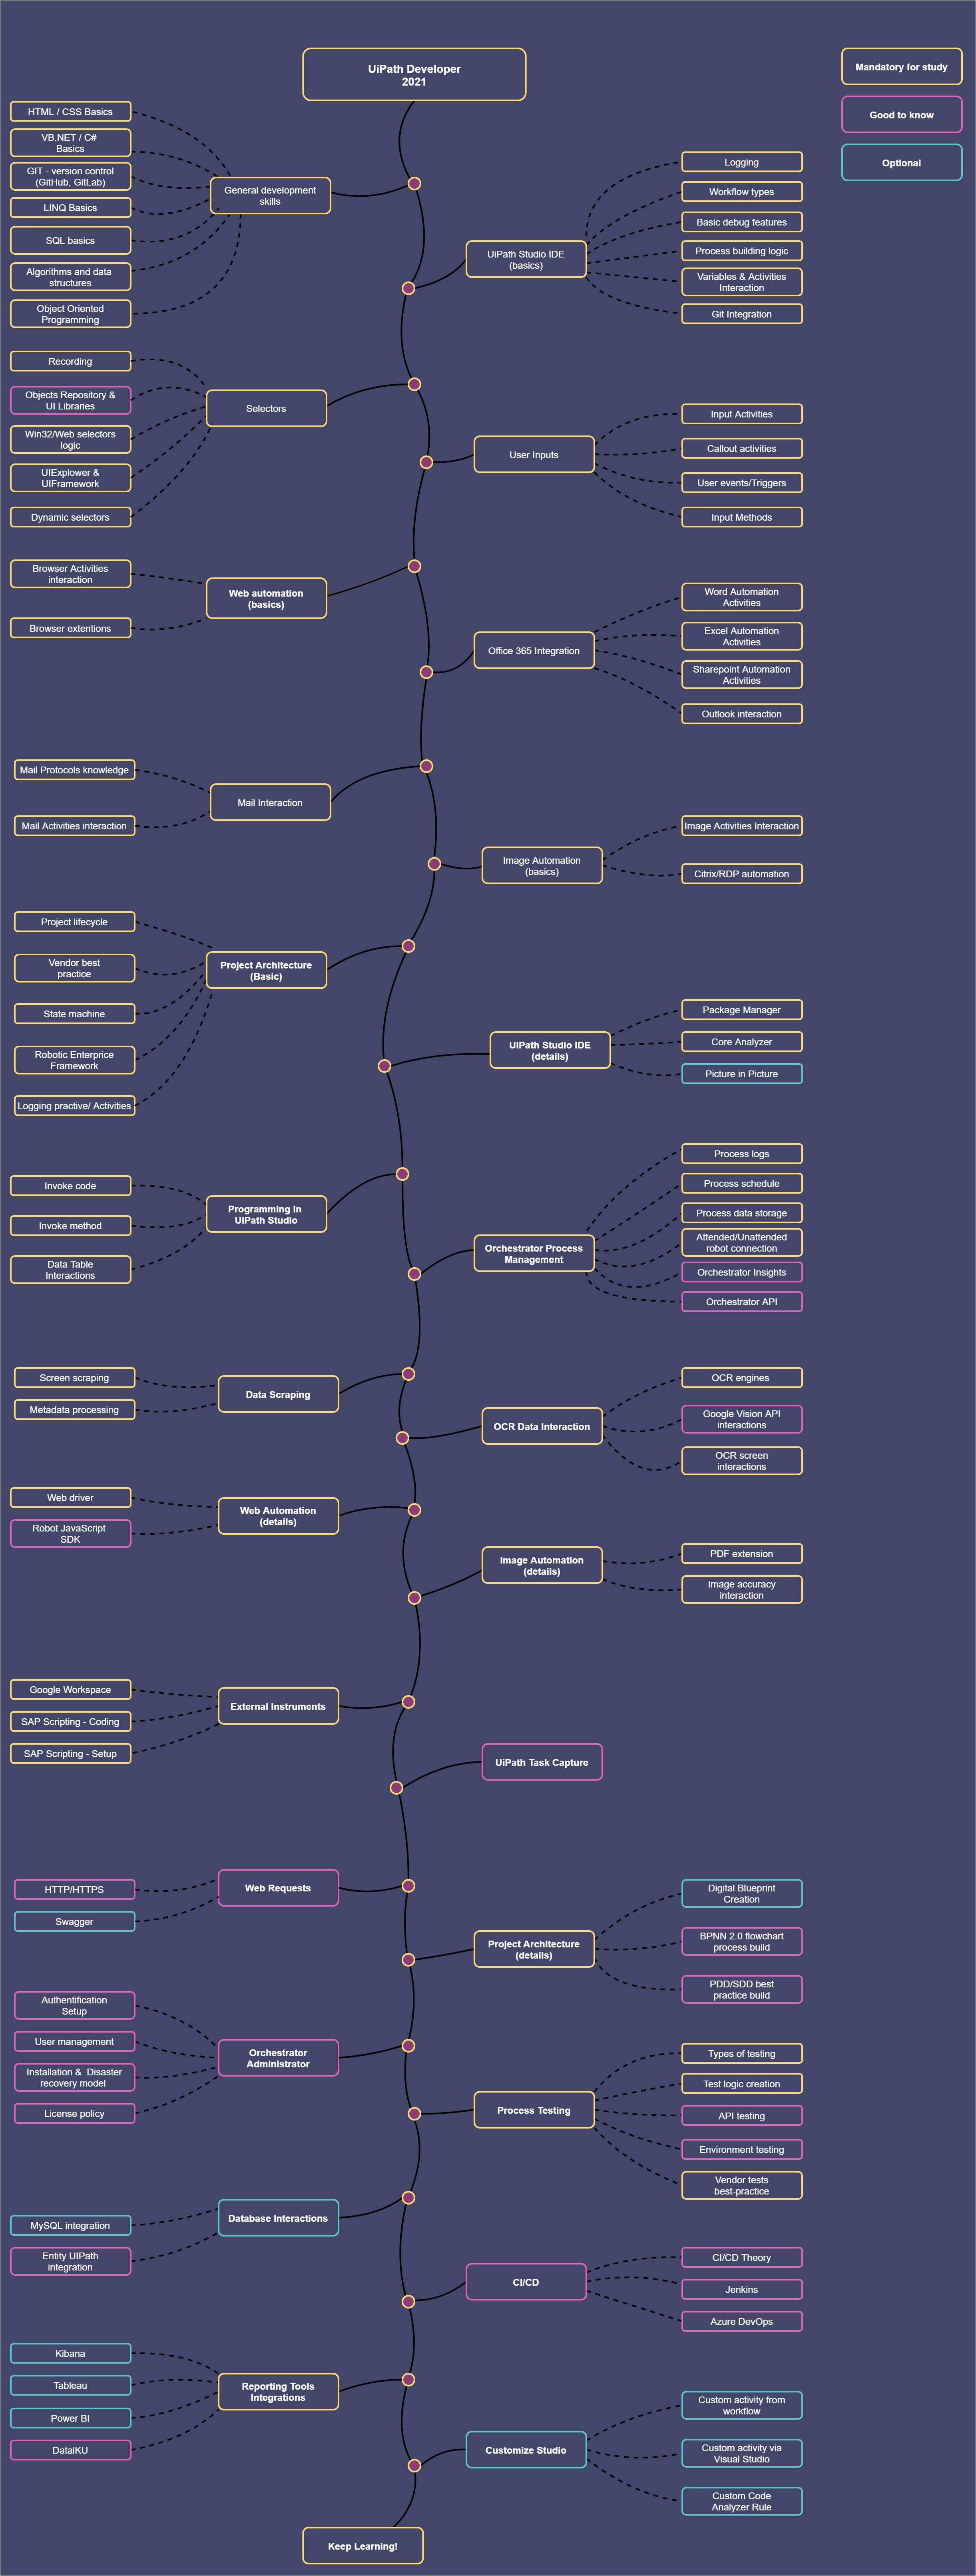 UiPath Developer
2021
Mandatory for study
Good to know
Optional
HTML / CSS Basics
VB.NET / C#
Basics
GIT - version control
(GitHub, GitLab)
LINQ Basics
SQL basics
Algorithms and data
structures
Object Oriented
Programming
General development
skills
UiPath Studio IDE
(basics)
Logging
Workflow types
Basic debug features
Process building logic
Variables & Activities
Interaction
Git Integration
Recording
Objects Repository &
UI Libraries
Win32/Web selectors
logic
UIExplower &
UIFramework
Dynamic selectors
Selectors
User Inputs
Input Activities
Callout activities
User events/Triggers
Input Methods
Browser Activities
interaction
Browser extentions
Web automation
(basics)
Office 365 Integration
Word Automation
Activities
Excel Automation
Activities
Sharepoint Automation
Activities
Outlook interaction
Mail Protocols knowledge
Mail Activities interaction
Mail Interaction
Image Automation
(basics)
Image Activities Interaction
Citrix/RDP automation
Project lifecycle
Vendor best
practice
State machine
Robotic Enterprice
Framework
Logging practive/ Activities
Project Architecture
(Basic)
UIPath Studio IDE
(details)
Package Manager
Core Analyzer
Picture in Picture
Invoke code
Invoke method
Data Table
Interactions
Programming in
UIPath Studio
Orchestrator Process
Management
Process logs
Process schedule
Process data storage
Attended/Unattended
robot connection
Orchestrator Insights
Orchestrator API
Screen scraping
Metadata processing
Data Scraping
OCR Data Interaction
OCR engines
Google Vision API
interactions
OCR screen
interactions
Web driver
Robot JavaScript
SDK
Web Automation
(details)
Image Automation
(details)
PDF extension
Image accuracy
interaction
Google Workspace
SAP Scripting - Coding
SAP Scripting - Setup
External Instruments
UiPath Task Capture
HTTP/HTTPS
Swagger
Web Requests
Project Architecture
(details)
Digital Blueprint
Creation
BPNN 2.0 flowchart
process build
PDD/SDD best
practice build
Authentification
Setup
User management
Installation & Disaster
recovery model
License policy
Orchestrator
Administrator
Process Testing
Types of testing
Test logic creation
API testing
Environment testing
Vendor tests
best-practice
MySQL integration
Entity UIPath
integration
Database Interactions
CI/CD
CI/CD Theory
Jenkins
Azure DevOps
Kibana
Tableau
Power BI
DataIKU
Reporting Tools
Integrations
Customize Studio
Custom activity from
workflow
Custom activity via
Visual Studio
Custom Code
Analyzer Rule
Keep Learning!